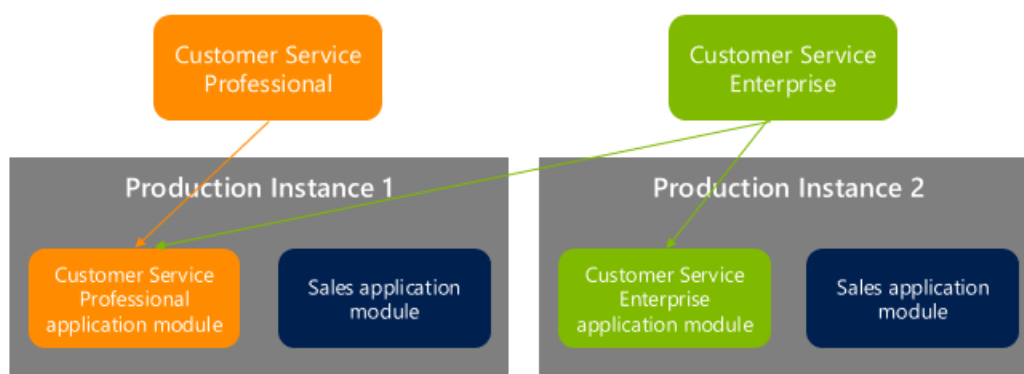 Customer Service
Professional
Customer Service
Enterprise
Production Instance 1
Production Instance 2
Customer Service
Professional
application module
Sales application
module
Customer Service
Enterprise
application module
Sales application
module